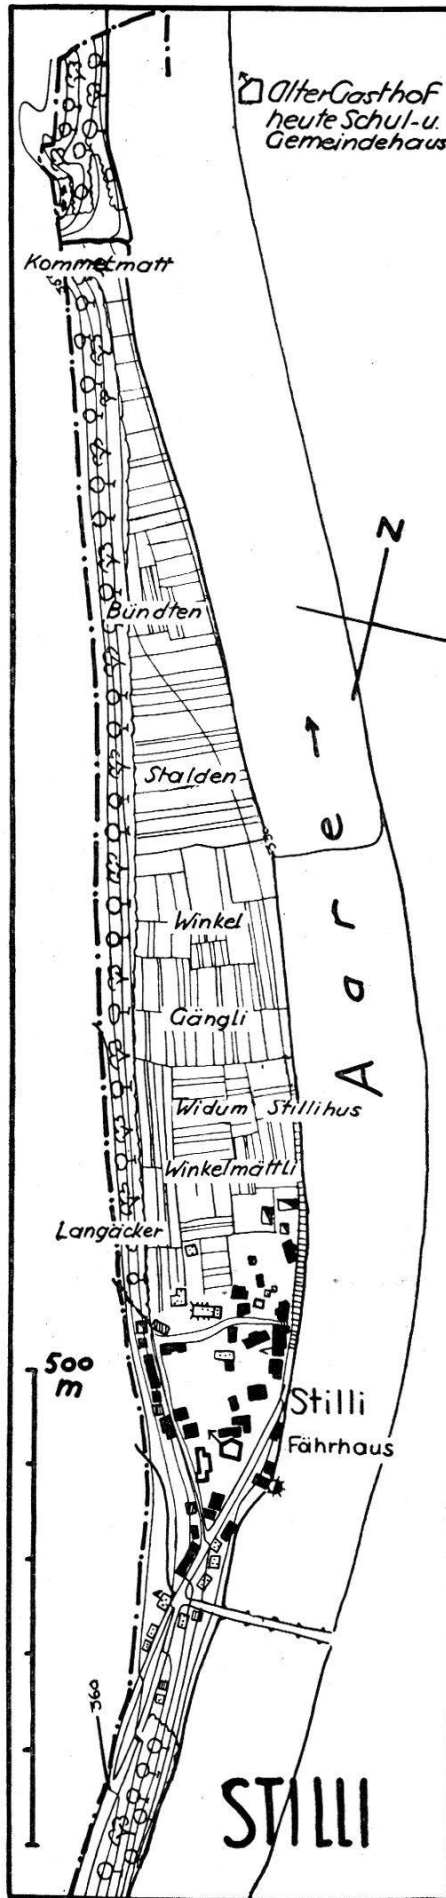 Alter Gasthof
heute Schul-u.
Gemeindehaus
Kommetmatt
N
Bündten
Stalden
Aare →
Winkel
Gängli
Widum Stillihus
Winkelmättli
Langäcker
500
m
Stilli
Fährhaus
360
STILLI